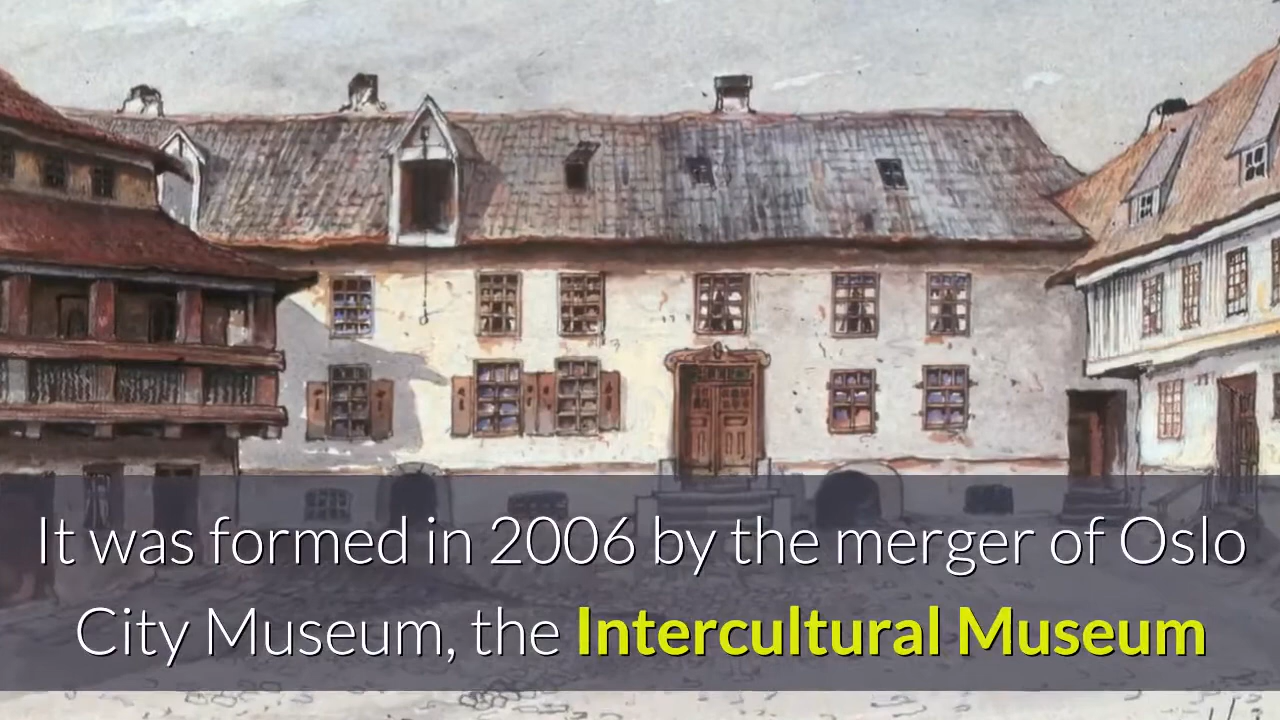 It was formed in 2006 by the merger of Oslo
City Museum, the Intercultural Museum